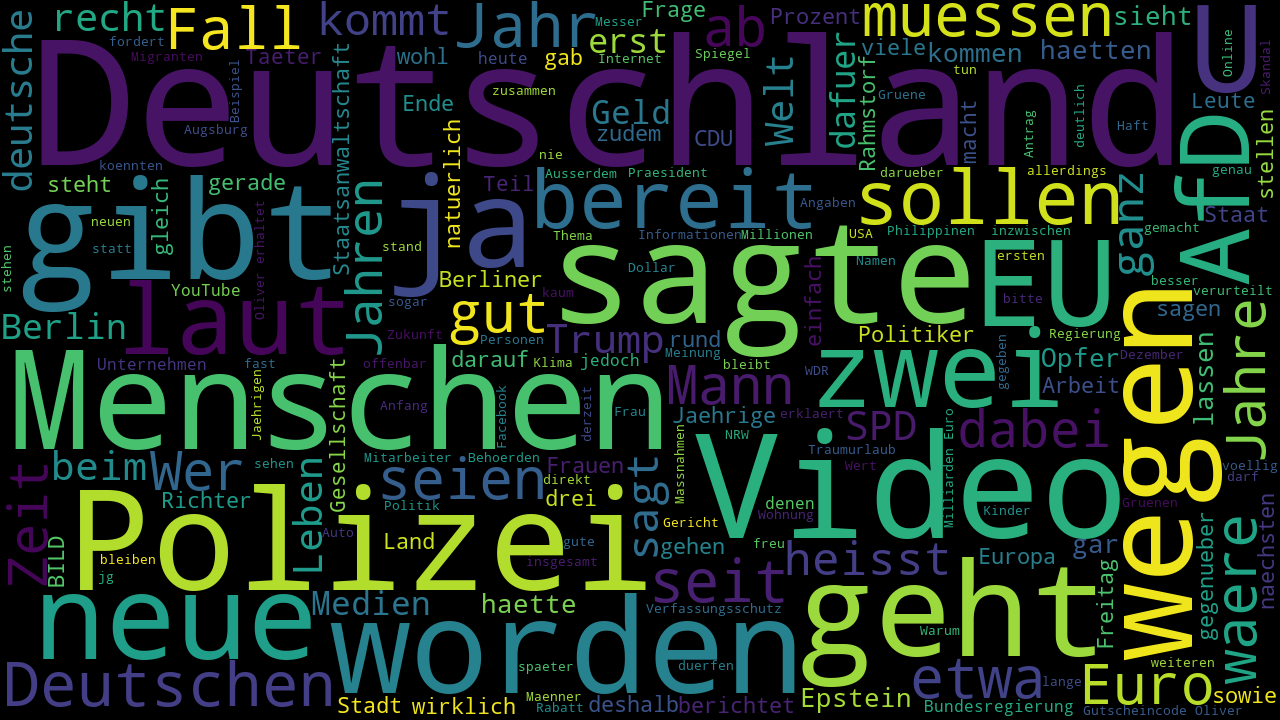 deutsche
recht
Fall
kommt
Jahr
Messer
Frage
ab
Prozent
muessen
sieht
U
Online
Skandal
fordert
Migranten
Taeter
wohl
heute
erst
gab
Internet
Spiegel
Welt
dafuer
viele
kommen
haetten
tun
Deutschland
Beispiel
Augsburg
koennten
Staatsanwaltschaft
Ende
zusammen
Geld
zudem
CDU
Rahmstorf
Gruene
macht
Antrag
deutlich
Haft
Leute
AfD
stellen
nie
natuerlich
steht
gerade
gleich
Teil
Ausserdem
Praesident
bereit
Angaben
darueber
allerdings
sollen
genau
ganz
Staat
gibt
neuen
statt
ja
Jahren
stand
Thema
Informationen
Millionen
USA
Philippinen
inzwischen
gemacht
stehen
YouTube
Oliver erhaltet
Berliner
sogar
sagte
Dollar
Namen
EU
ersten
besser
verurteilt
bitte
sagen
Berlin
laut
Zukunft
gut
kaum
Personen
Trump
rund
Meinung
einfach
Politiker
Regierung
wegen
Jahre
Unternehmen
fast
offenbar
darauf
Klima
jedoch
bleibt
WDR
zwei
gegeben
Opfer
Dezember
lassen
Menschen
Jaehrigen
Gesellschaft
Anfang
Facebook
derzeit
Frau
Mann
Jaehrige
erklaert
Arbeit
SPD
dabei
NRW
Traumurlaub
Milliarden Euro
beim
Wer
sehen
Mitarbeiter
Behoerden
Frauen
direkt
seien
drei
Massnahmen
Video
Wert
denen
Wohnung
Kinder
Gruenen
voellig
darf
Zeit
Richter
Leben
Politik
sagt
Gericht
Polizei
Auto
Land
gute
insgesamt
gehen
freu
heisst
Europa
gar
gegenueber
waere
naechsten
BILD
bleiben
jg
seit
Freitag
neue
Medien
haette
Verfassungsschutz
geht
Warum
worden
spaeter
duerfen
weiteren
Deutschen
Stadt
wirklich
Maenner
Rabatt
deshalb
berichtet
Epstein
etwa
lange
Euro
sowie
Bundesregierung
Gutscheincode Oliver